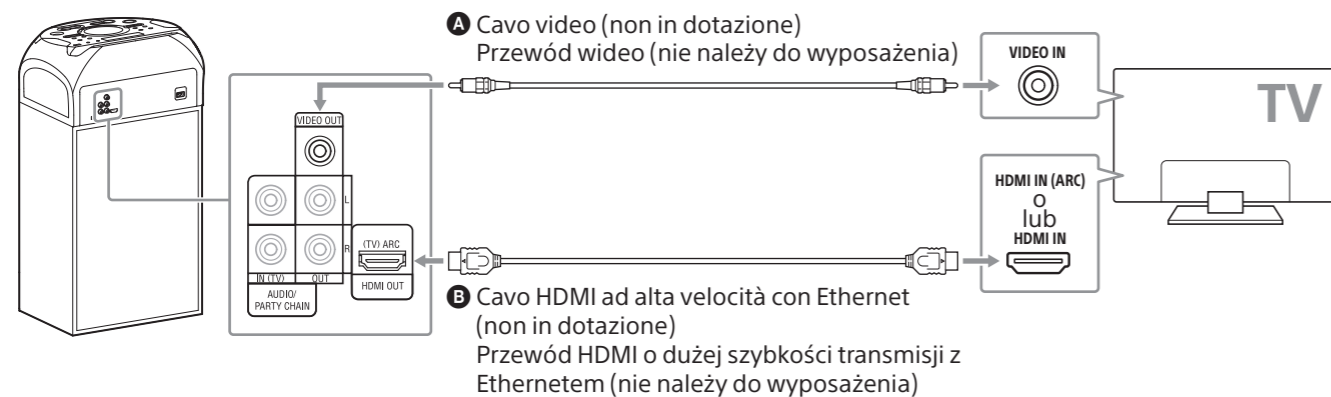 A Cavo video (non in dotazione)
Przewód wideo (nie należy do wyposażenia)
VIDEO IN
TV
VIDEO OUT
L
R
HDMI IN (ARC)
o
lub
HDMI IN
(TV) ARC
IN (TV) OUT
HDMI OUT
AUDIO/
PARTY CHAIN
B Cavo HDMI ad alta velocità con Ethernet
(non in dotazione)
Przewód HDMI o dużej szybkości transmisji z
Ethernetem (nie należy do wyposażenia)